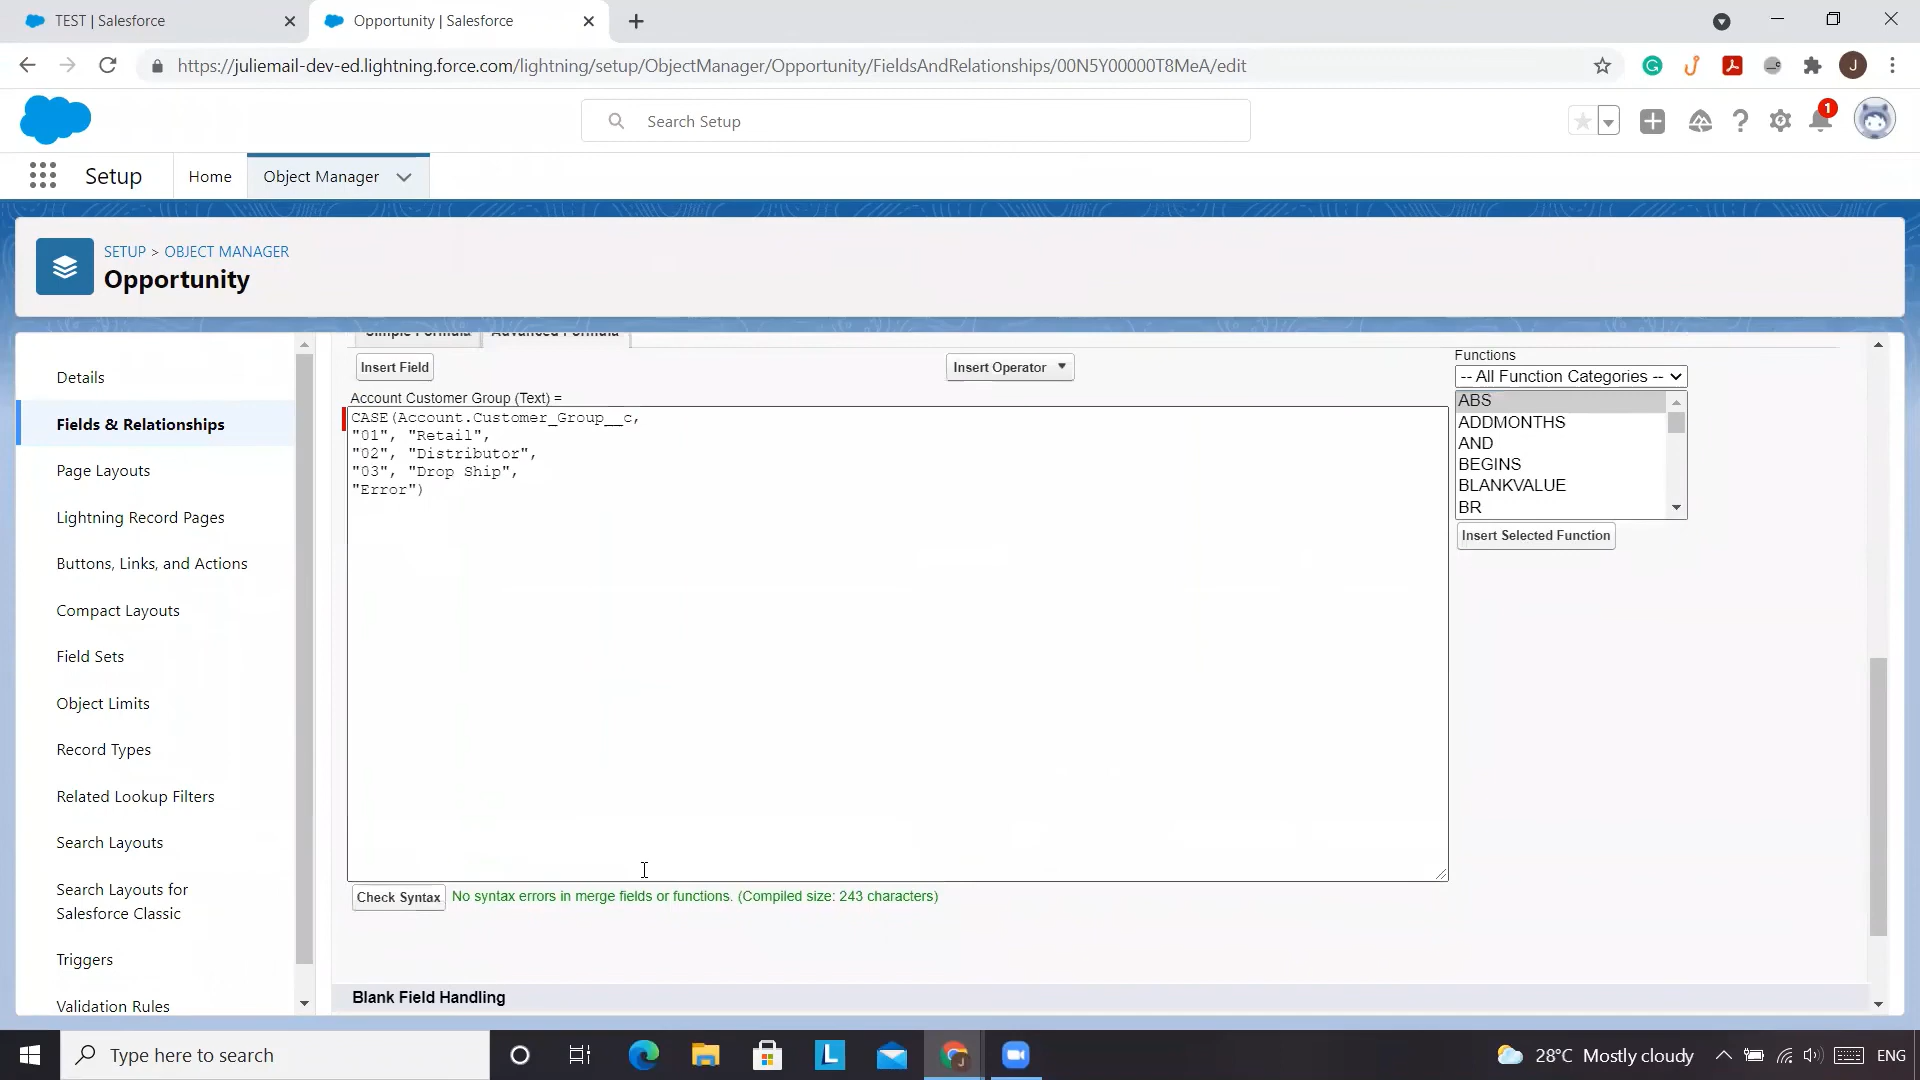 TEST | Salesforce
Opportunity | Salesforce
https://juliemail-dev-ed.lightning.force.com/lightning/setup/ObjectManager/Opportunity/FieldsAndRelationships/00N5Y00000T8MeA/edit
J
Search Setup
1
Setup
Home
Object Manager
SETUP > OBJECT MANAGER
Opportunity
Details
Fields & Relationships
Page Layouts
Lightning Record Pages
Buttons, Links, and Actions
Compact Layouts
Field Sets
Object Limits
Record Types
Related Lookup Filters
Search Layouts
Search Layouts for
Salesforce Classic
Triggers
Validation Rules
Simple Formula
Advanced Formula
Insert Field
Insert Operator
Account Customer Group (Text) =
CASE(Account.Customer_Group__c,
"01", "Retail",
"02", "Distributor",
"03", "Drop Ship",
"Error")
Functions
-- All Function Categories --
ABS
ADDMONTHS
AND
BEGINS
BLANKVALUE
BR
Insert Selected Function
Check Syntax
No syntax errors in merge fields or functions. (Compiled size: 243 characters)
Blank Field Handling
Type here to search
L
28°C Mostly cloudy
ENG